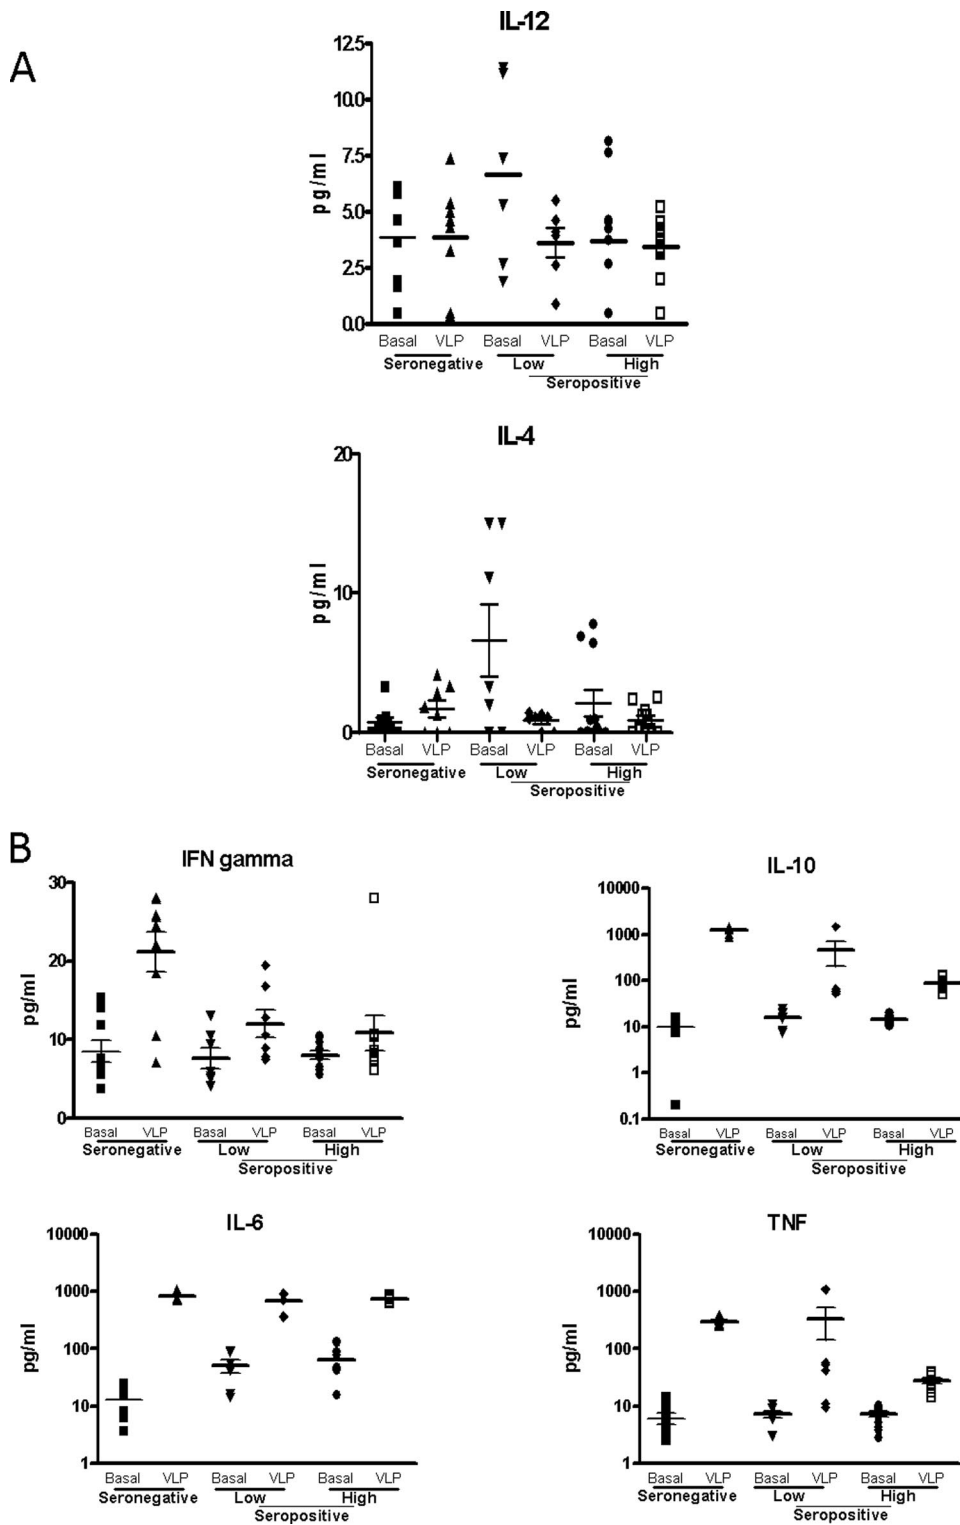 A
IL-12
pg/ml
12.5
10.0
7.5
5.0
2.5
0.0
Basal VLP Basal VLP Basal VLP
Seronegative Low High
Seropositive
IL-4
pg/ml
20
10
0
Basal VLP Basal VLP Basal VLP
Seronegative Low High
Seropositive
B
IFN gamma
pg/ml
30
20
10
0
Basal VLP Basal VLP Basal VLP
Seronegative Low High
Seropositive
IL-10
pg/ml
10000
1000
100
10
1
0.1
Basal VLP Basal VLP Basal VLP
Seronegative Low High
Seropositive
IL-6
pg/ml
10000
1000
100
10
1
Basal VLP Basal VLP Basal VLP
Seronegative Low High
Seropositive
TNF
pg/ml
10000
1000
100
10
1
Basal VLP Basal VLP Basal VLP
Seronegative Low High
Seropositive